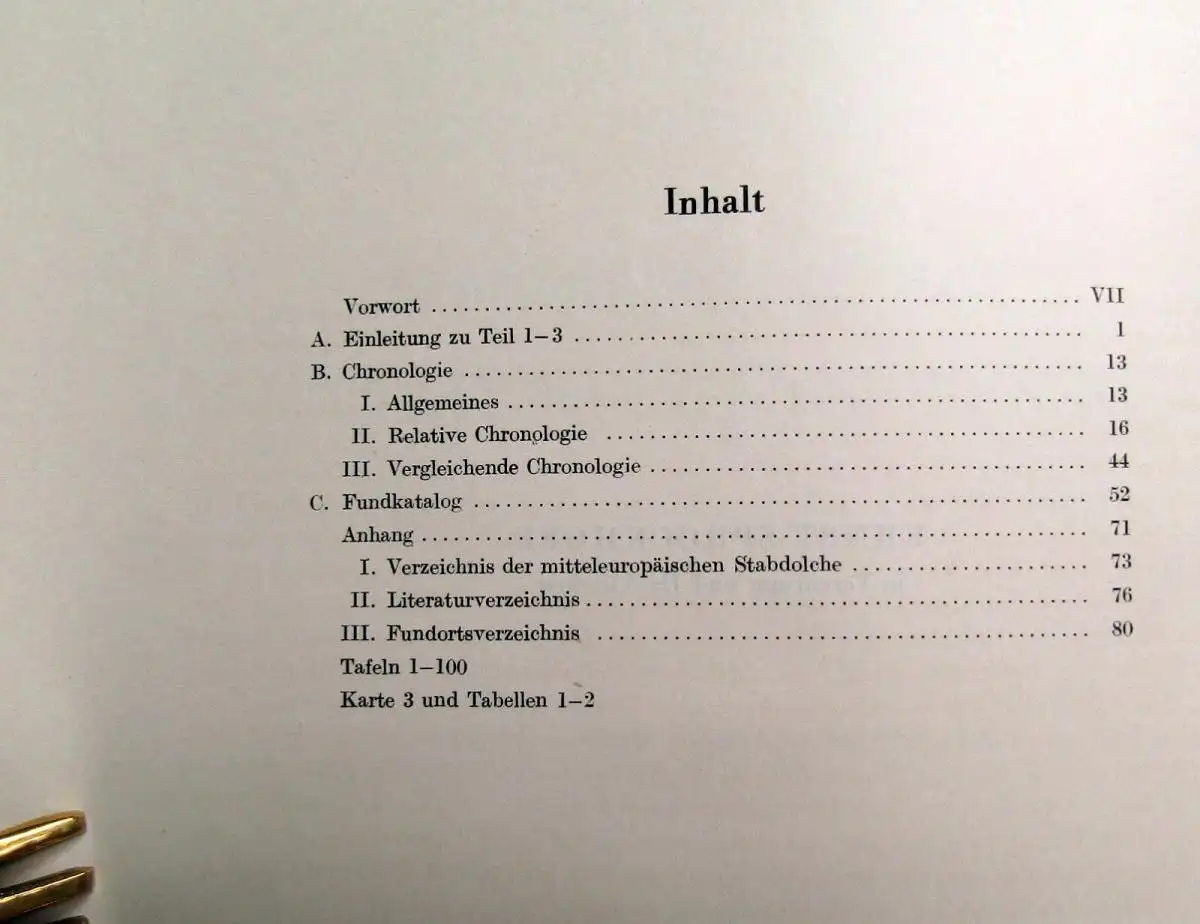 Inhalt
Vorwort ........ VII
A. Einleitung zu Teil 1–3 ........ 1
B. Chronologie ........ 13
I. Allgemeines ........ 13
II. Relative Chronologie ........ 16
III. Vergleichende Chronologie ........ 44
C. Fundkatalog ........ 52
Anhang ........ 71
I. Verzeichnis der mitteleuropäischen Stabdolche ........ 73
II. Literaturverzeichnis ........ 76
III. Fundortsverzeichnis ........ 80
Tafeln 1–100
Karte 3 und Tabellen 1–2